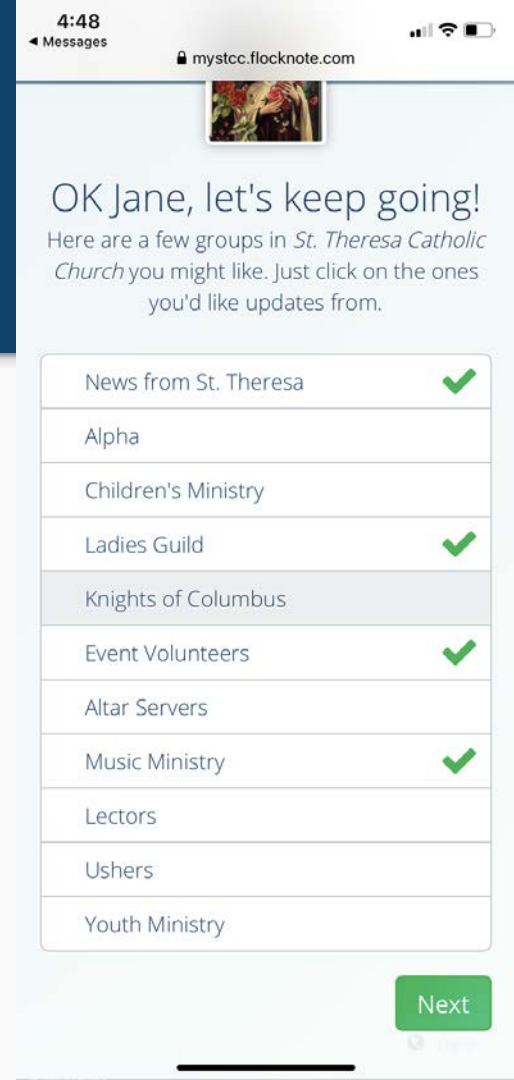 4:48
Messages
mystcc.flocknote.com
OK Jane, let's keep going!
Here are a few groups in St. Theresa Catholic
Church you might like. Just click on the ones
you'd like updates from.
News from St. Theresa
Alpha
Children's Ministry
Ladies Guild
Knights of Columbus
Event Volunteers
Altar Servers
Music Ministry
Lectors
Ushers
Youth Ministry
Next